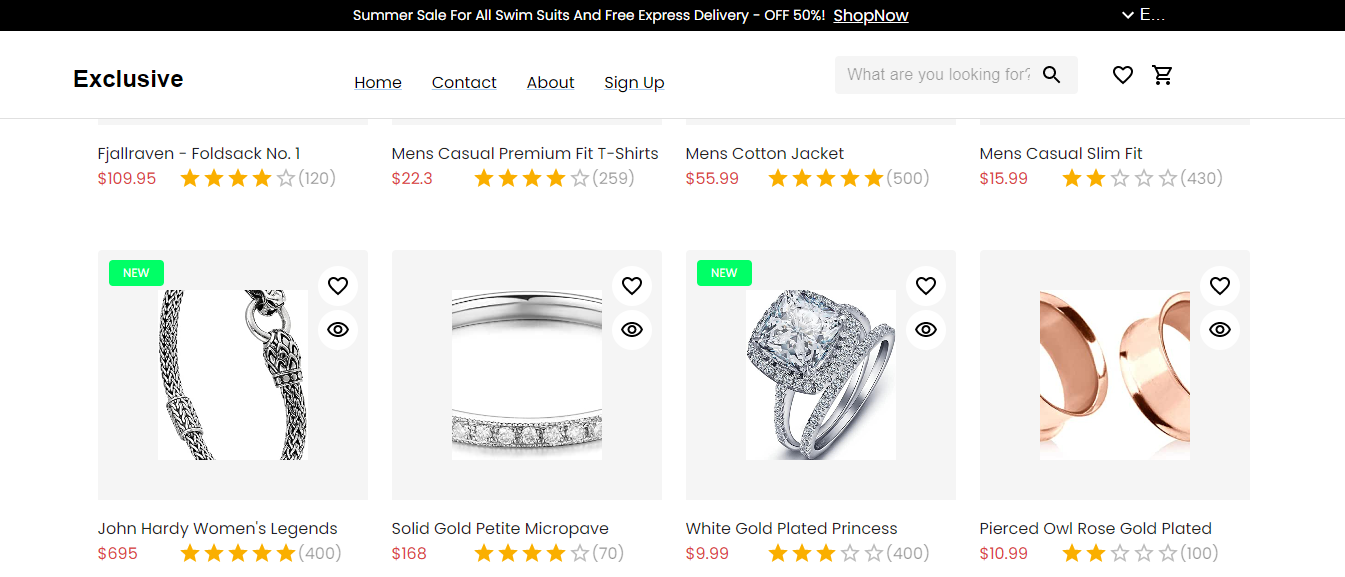 Summer Sale For All Swim Suits And Free Express Delivery - OFF 50%! ShopNow E...
Exclusive Home Contact About Sign Up What are you looking for?
Fjallraven - Foldsack No. 1 Mens Casual Premium Fit T-Shirts Mens Cotton Jacket Mens Casual Slim Fit
$109.95 (120) $22.3 (259) $55.99 (500) $15.99 (430)
NEW NEW
John Hardy Women's Legends Solid Gold Petite Micropave White Gold Plated Princess Pierced Owl Rose Gold Plated
$695 (400) $168 (70) $9.99 (400) $10.99 (100)